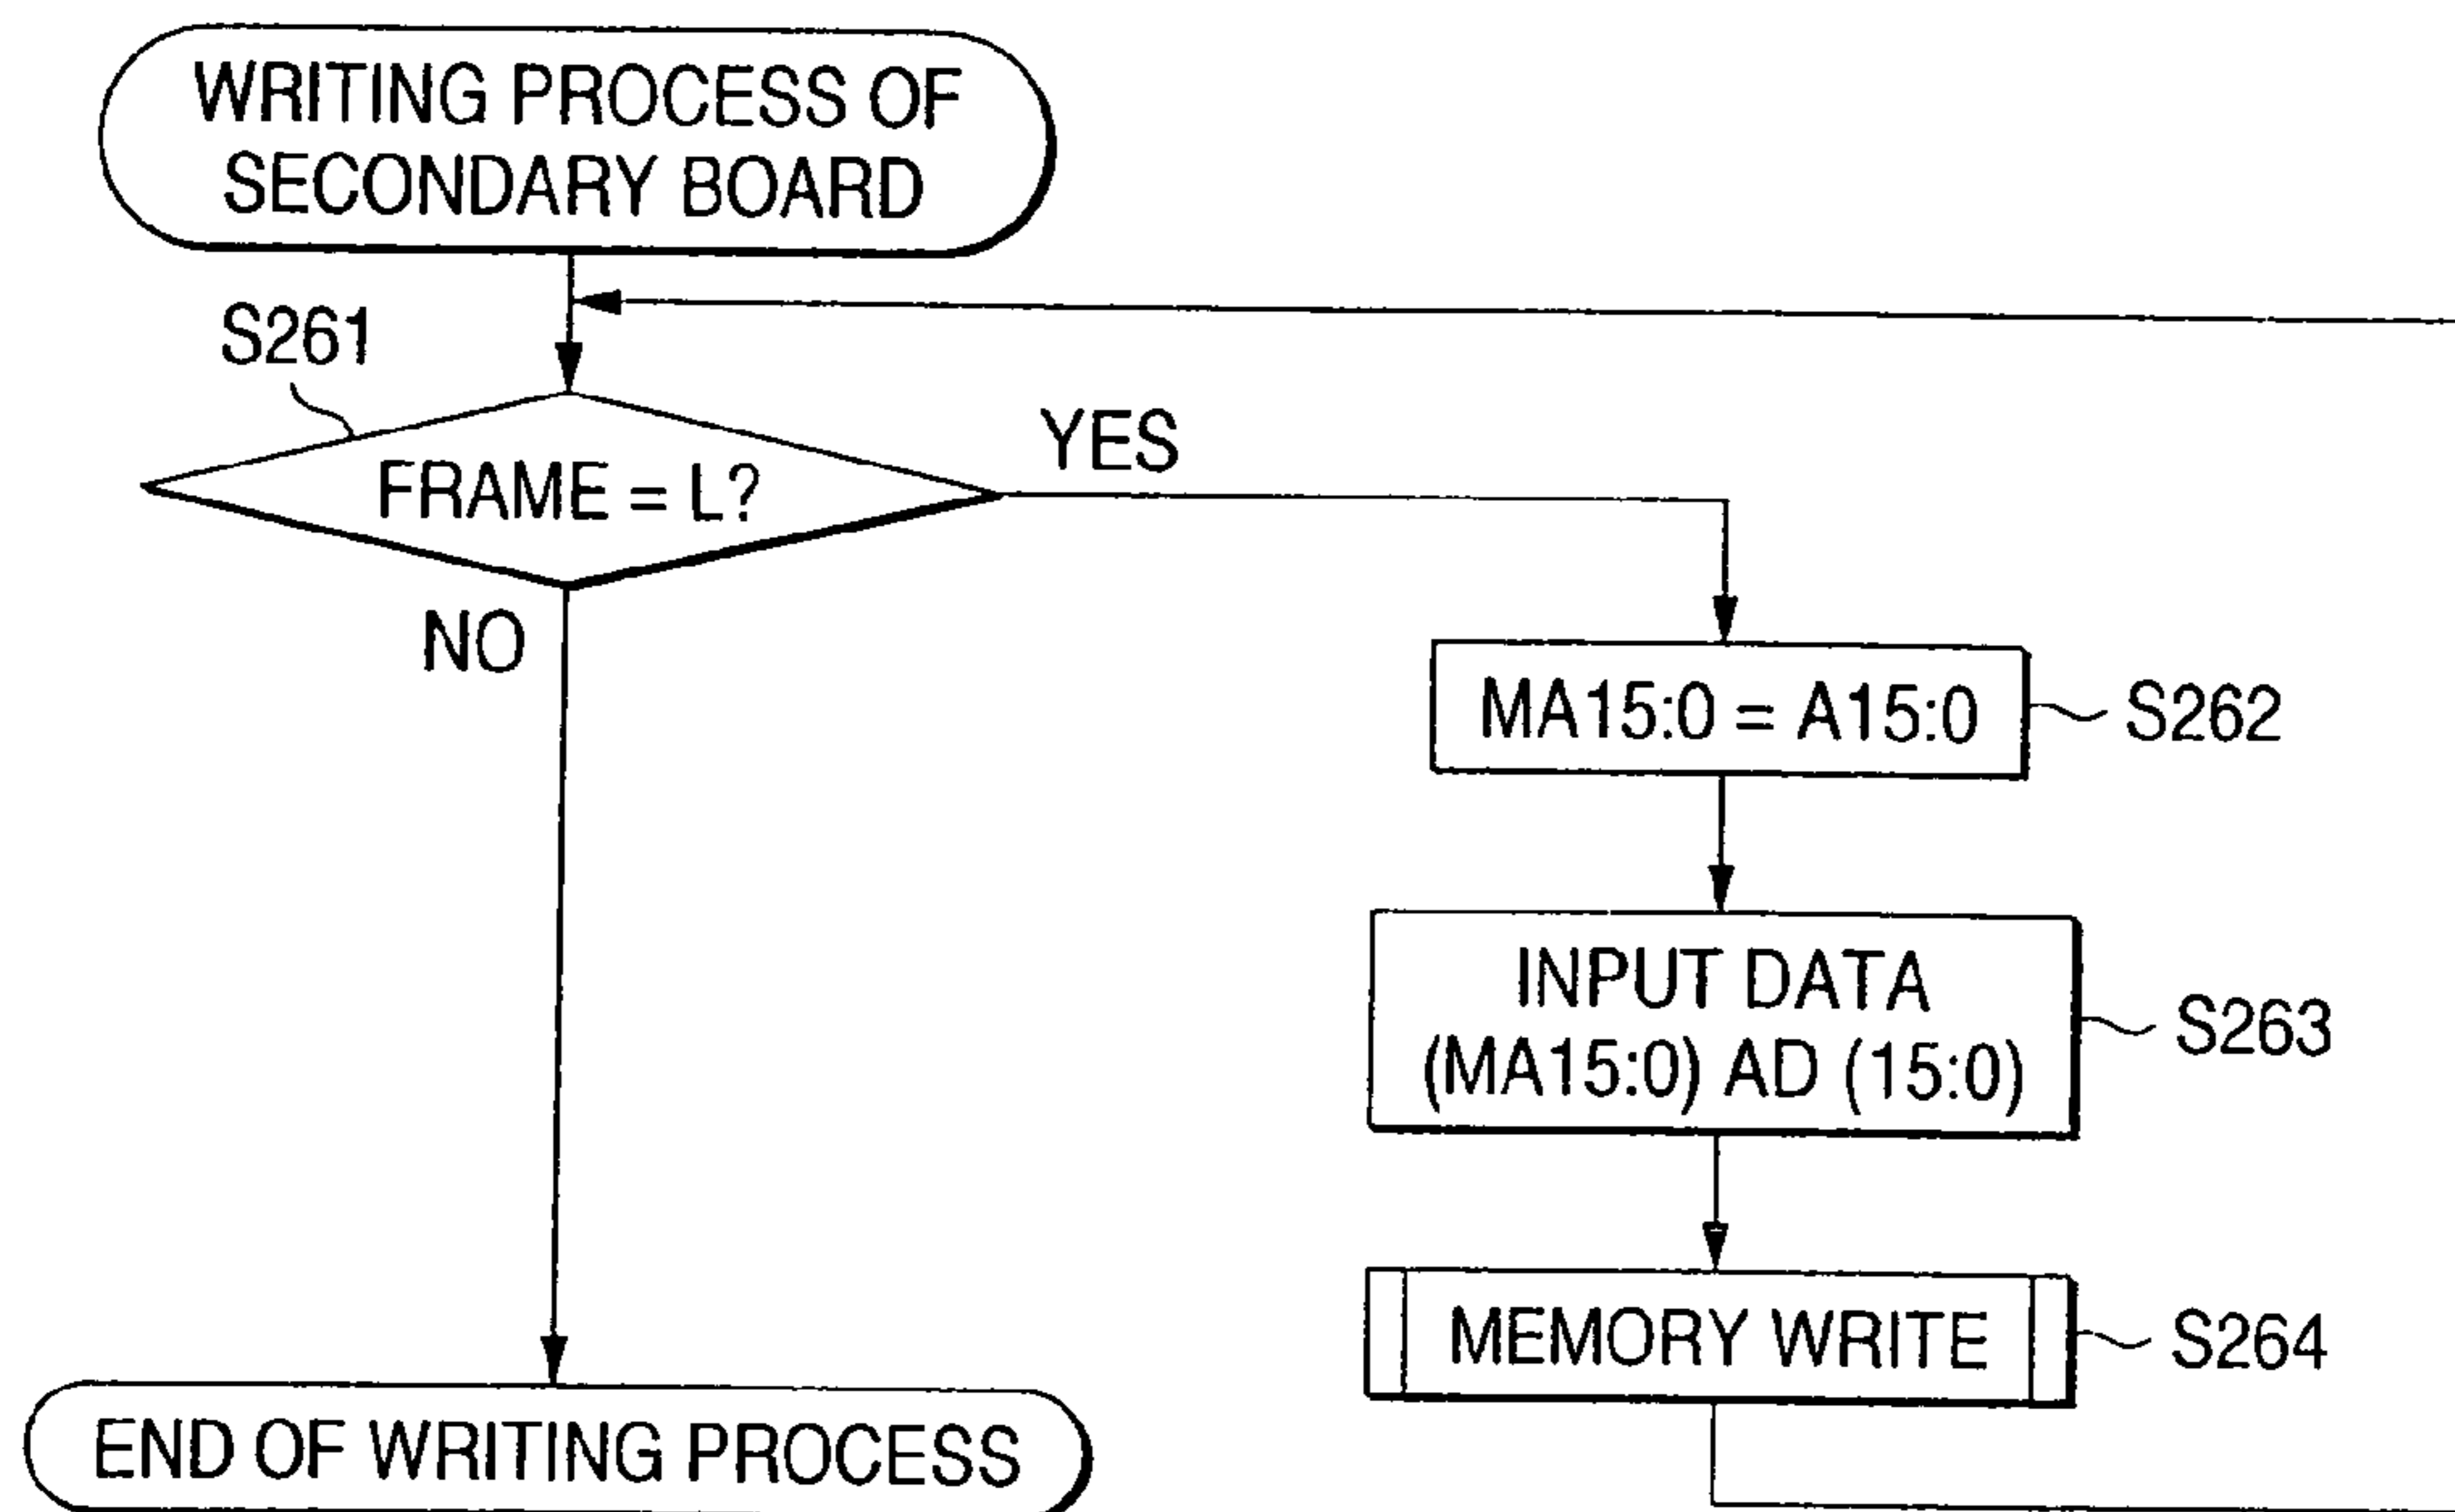 WRITING PROCESS OF
SECONDARY BOARD
S261
FRAME = L?
YES
NO
MA15:0 = A15:0
S262
INPUT DATA
(MA15:0) AD (15:0)
S263
MEMORY WRITE
S264
END OF WRITING PROCESS